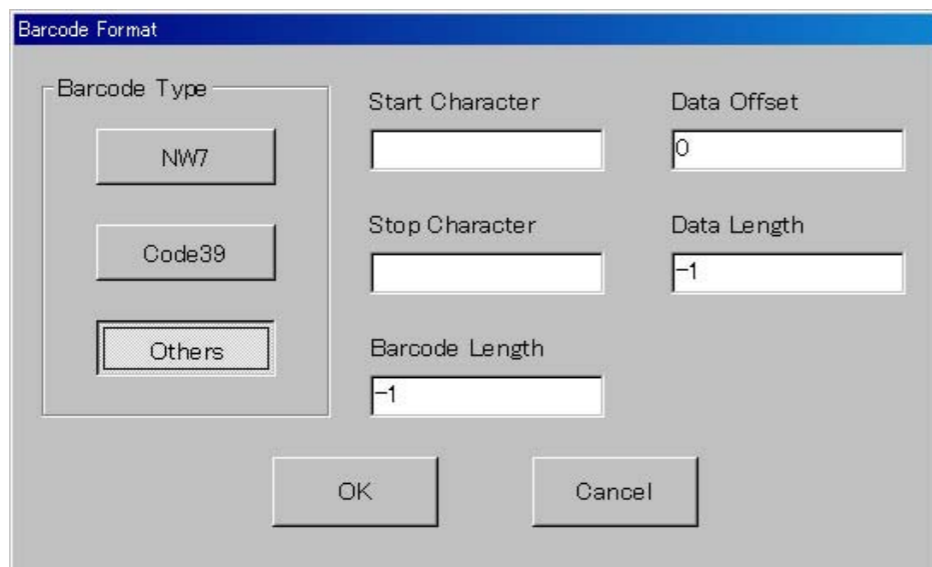 Barcode Format
Barcode Type
NW7
Code39
Others
Start Character
Data Offset
0
Stop Character
Data Length
-1
Barcode Length
-1
OK
Cancel